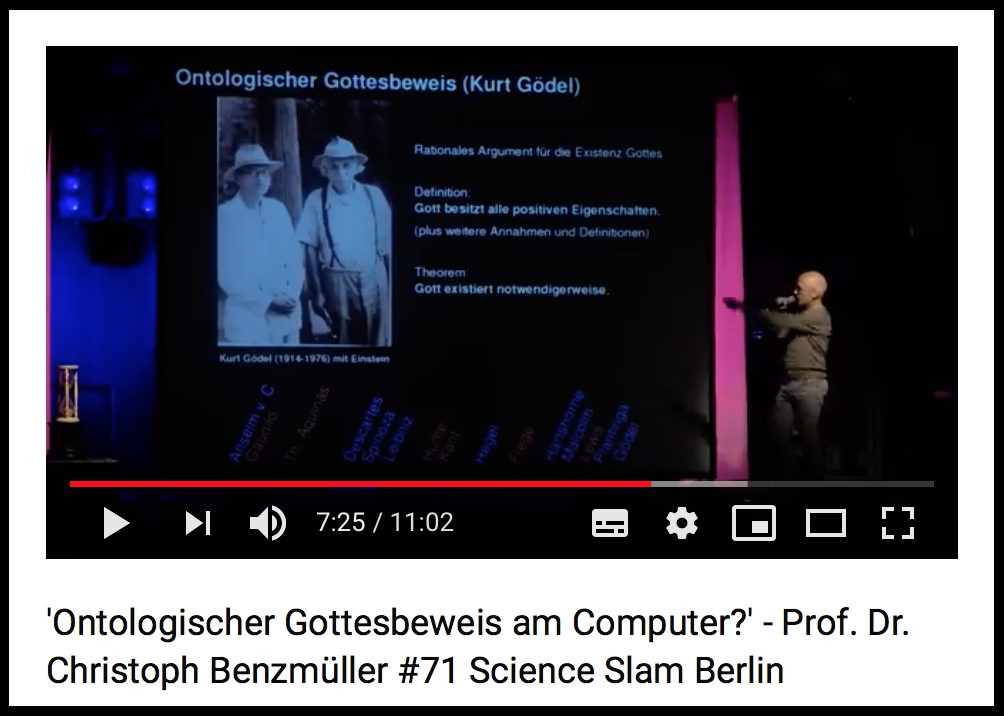 Ontologischer Gottesbeweis (Kurt Gödel)
Rationales Argument für die Existenz Gottes
Definition:
Gott besitzt alle positiven Eigenschaften.
(plus weitere Annahmen und Definitionen)
Theorem:
Gott existiert notwendigerweise.
Kurt Gödel (1914-1976) mit Einstein
Anselm v. C
Gaunilo
Th. Aquinas
Descartes
Spinoza
Leibniz
Hume
Kant
Hegel
Frege
Hartshorne
Malcolm
Lewis
Plantinga
Gödel
7:25 / 11:02
'Ontologischer Gottesbeweis am Computer?' - Prof. Dr.
Christoph Benzmüller #71 Science Slam Berlin